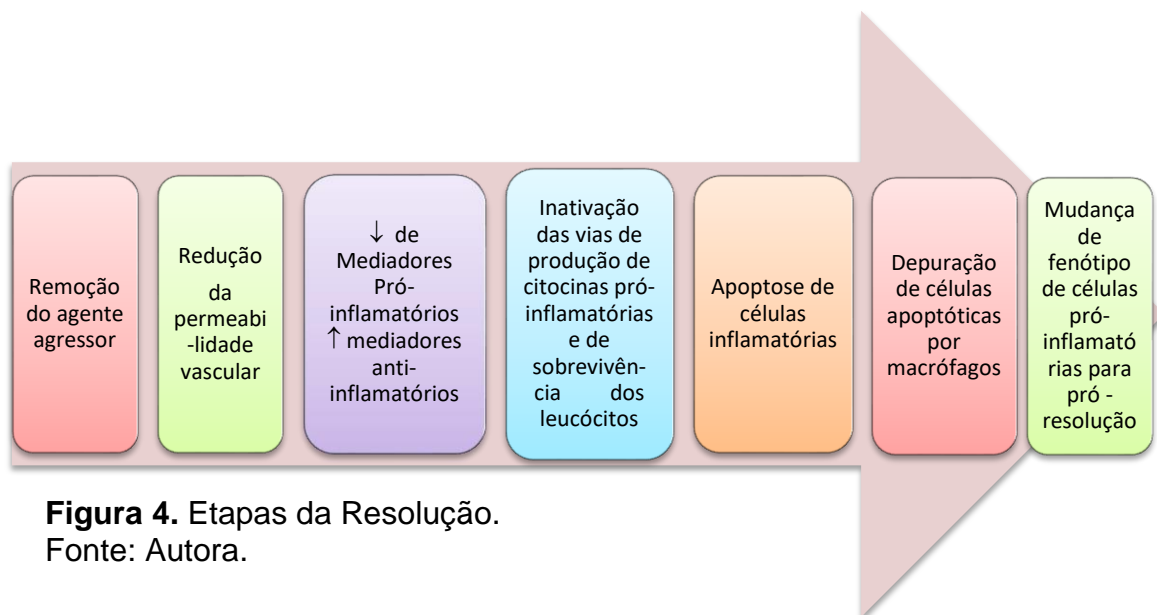 Remoção
do agente
agressor
Redução
da
permeabi
-lidade
vascular
↓ de
Mediadores
Pró-
inflamatórios
↑ mediadores
anti-
inflamatórios
Inativação
das vias de
produção de
citocinas pró-
inflamatórias
e de
sobrevivên-
cia dos
leucócitos
Apoptose de
células
inflamatórias
Depuração
de células
apoptóticas
por
macrófagos
Mudança
de
fenótipo
de células
pró-
inflamató
rias para
pró -
resolução
Figura 4. Etapas da Resolução.
Fonte: Autora.